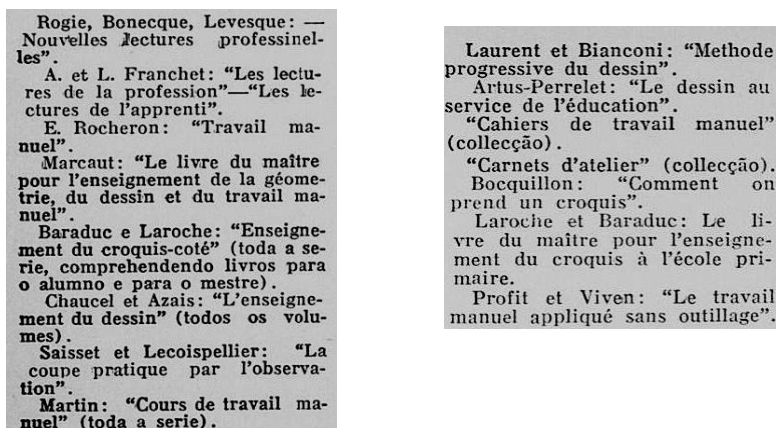 Rogie, Bonecque, Levesque: —
Nouvelles lectures professinel-
les".
A. et L. Franchet: "Les lectu-
res de la profession"—"Les le-
ctures de l'apprenti".
E. Rocheron: "Travail ma-
nuel".
Marcaut: "Le livre du maître
pour l'enseignement de la géome-
trie, du dessin et du travail ma-
nuel".
Baraduc e Laroche: "Enseigne-
ment du croquis-coté" (toda a se-
rie, comprehendendo livros para
o alumno e para o mestre).
Chaucel et Azais: "L'enseigne-
ment du dessin" (todos os volu-
mes).
Saisset et Lecoispellier: "La
coupe pratique par l'observa-
tion".
Martin: "Cours de travail ma-
nuel" (toda a serie).
Laurent et Bianconi: "Methode
progressive du dessin".
Artus-Perrelet: "Le dessin au
service de l'éducation".
"Cahiers de travail manuel"
(collecção).
"Carnets d'atelier" (collecção).
Bocquillon: "Comment on
prend un croquis".
Laroche et Baraduc: Le li-
vre du maître pour l'enseigne-
ment du croquis à l'école pri-
maire.
Profit et Viven: "Le travail
manuel appliqué sans outillage".